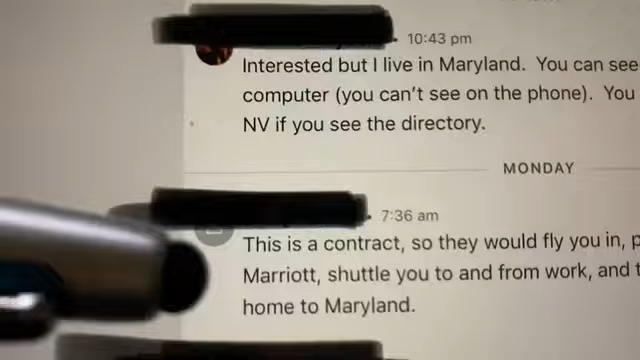 10:43 pm
Interested but I live in Maryland. You can see
computer (you can't see on the phone). You
NV if you see the directory.
MONDAY
7:36 am
This is a contract, so they would fly you in, p
Marriott, shuttle you to and from work, and t
home to Maryland.